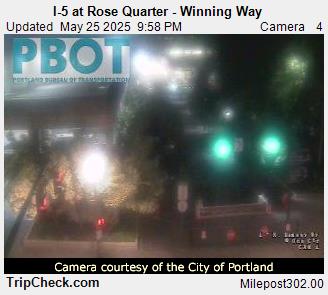 I-5 at Rose Quarter - Winning Way
Updated May 25 2025 9:58 PM Camera 4
PBOT
PORTLAND BUREAU OF TRANSPORTATION
Camera courtesy of the City of Portland
TripCheck.com Milepost302.00